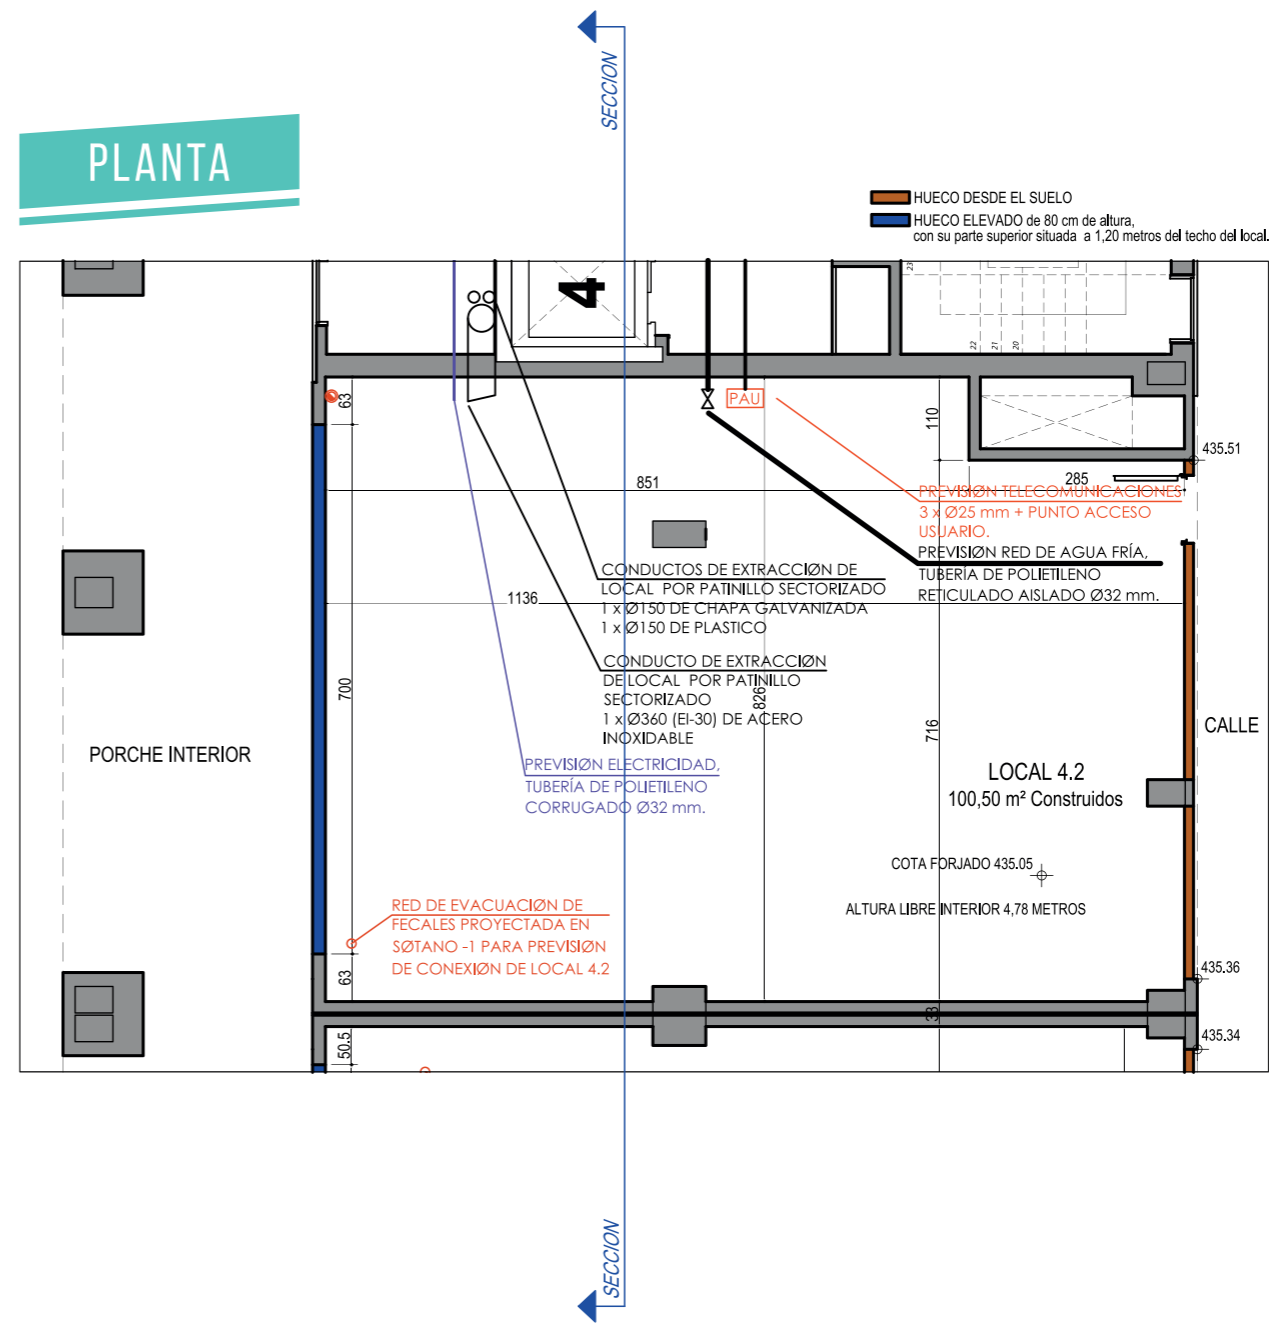 SECCION
PLANTA
HUECO DESDE EL SUELO
HUECO ELEVADO de 80 cm de altura,
con su parte superior situada a 1,20 metros del techo del local.
4
23
22
21
20
63
PAU
110
435.51
851
285
PREVISIØN TELECOMUNICACIONES
3 x Ø25 mm + PUNTO ACCESO
USUARIO.
PREVISIØN RED DE AGUA FRÍA,
TUBERÍA DE POLIETILENO
RETICULADO AISLADO Ø32 mm.
CONDUCTOS DE EXTRACCIØN DE
LOCAL POR PATINILLO SECTORIZADO
1 x Ø150 DE CHAPA GALVANIZADA
1 x Ø150 DE PLASTICO
1136
CONDUCTO DE EXTRACCIØN
DE LOCAL POR PATINILLO
SECTORIZADO
1 x Ø360 (EI-30) DE ACERO
INOXIDABLE
700
826
716
PORCHE INTERIOR
CALLE
PREVISIØN ELECTRICIDAD,
TUBERÍA DE POLIETILENO
CORRUGADO Ø32 mm.
LOCAL 4.2
100,50 m² Construidos
COTA FORJADO 435.05
ALTURA LIBRE INTERIOR 4,78 METROS
RED DE EVACUACIØN DE
FECALES PROYECTADA EN
SØTANO -1 PARA PREVISIØN
DE CONEXIØN DE LOCAL 4.2
63
435.36
33
435.34
50.5
SECCION